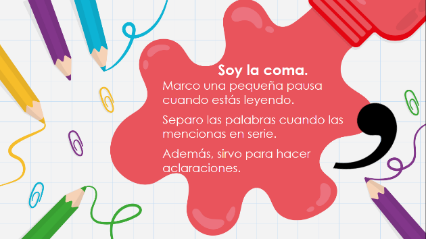 Soy la coma.
Marco una pequeña pausa
cuando estás leyendo.
Separo las palabras cuando las
mencionas en serie.
Además, sirvo para hacer
aclaraciones.